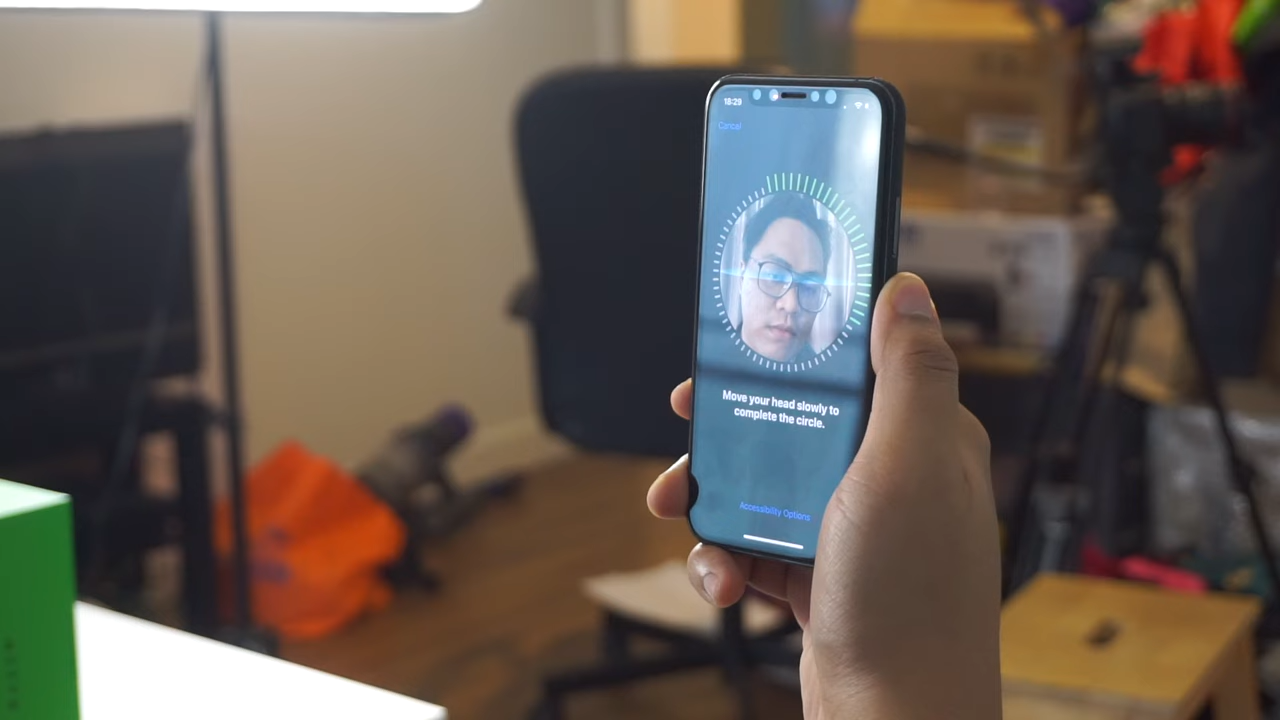 18:29
Cancel
Move your head slowly to
complete the circle.
Accessibility Options